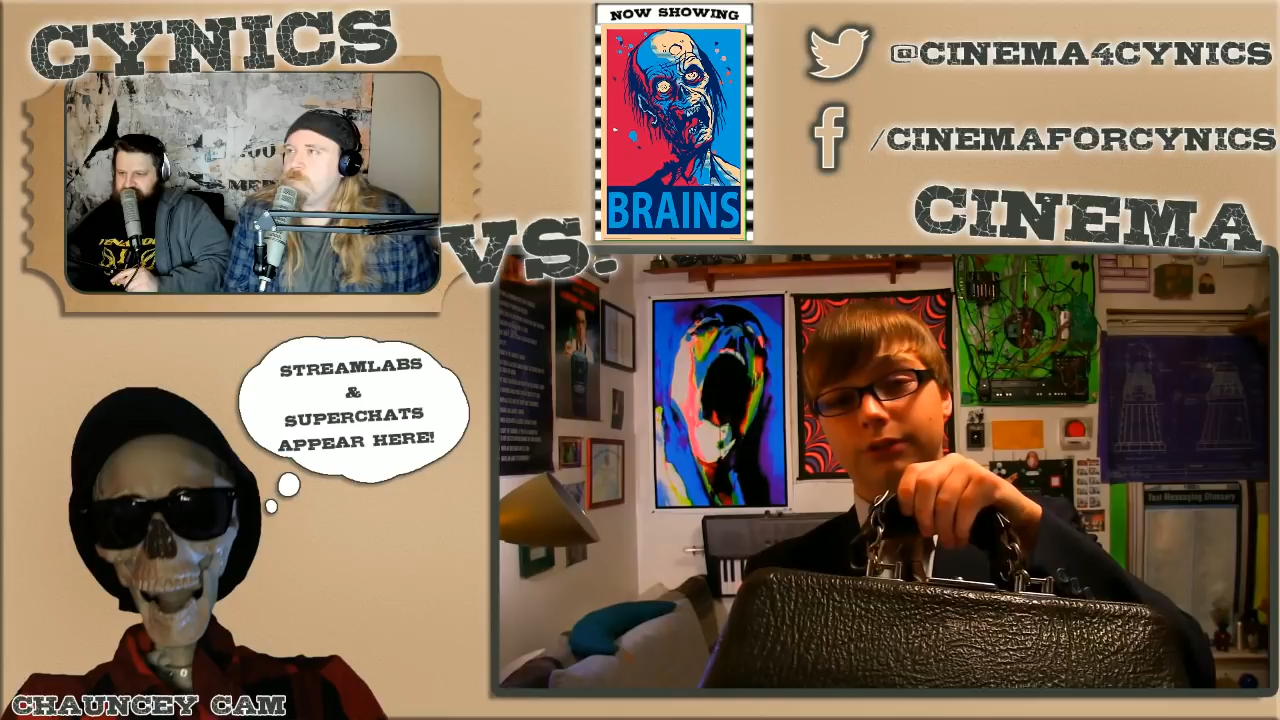 CYNICS
NOW SHOWING
BRAINS
@CINEMA4CYNICS
/CINEMAFORCYNICS
CINEMA
VS.
STREAMLABS
&
SUPERCHATS
APPEAR HERE!
Text Messaging Glossary
CHAUNCEY CAM